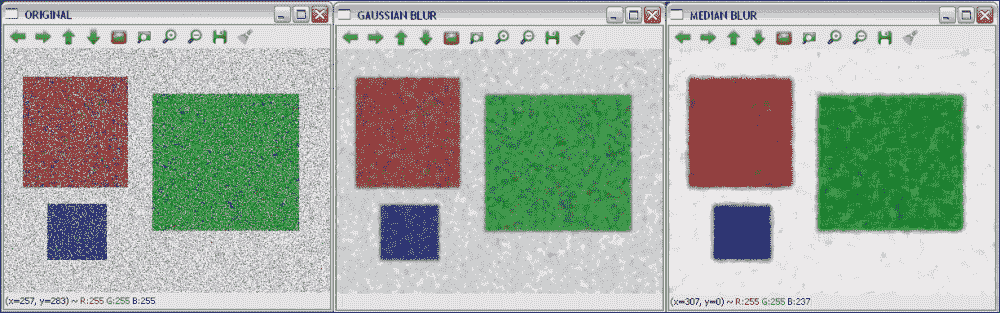 ORIGINAL
GAUSSIAN BLUR
MEDIAN BLUR
(x=257, y=283) ~ R:255 G:255 B:255
(x=307, y=0) ~ R:255 G:255 B:237